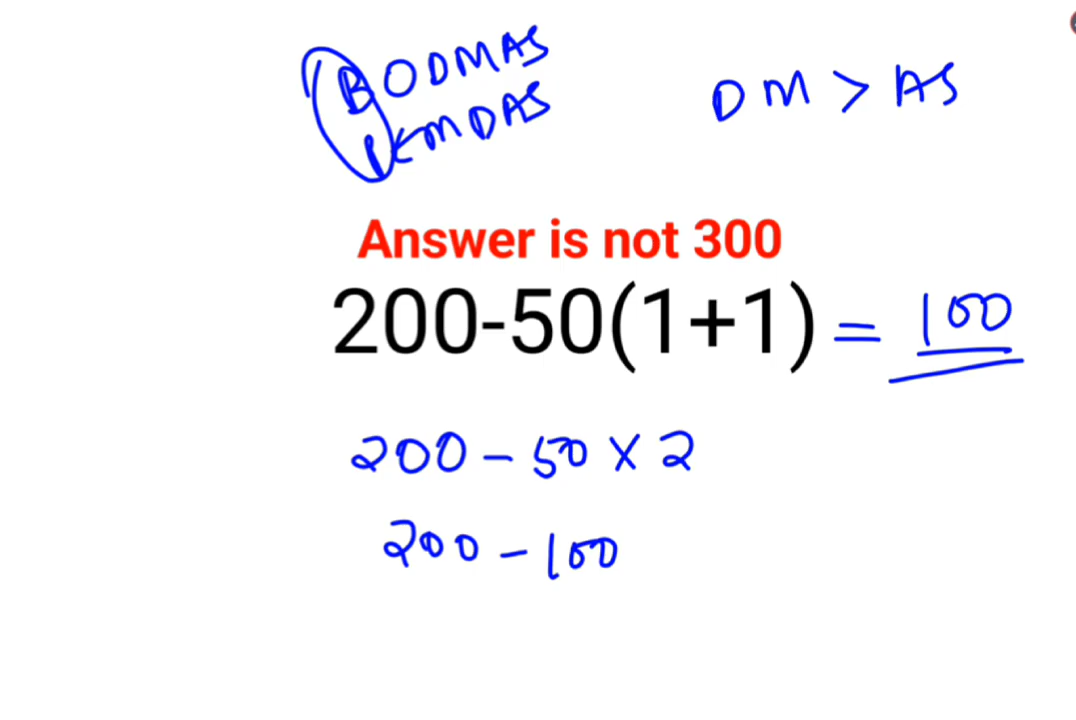 BODMAS
PEMDAS
DM > AS
Answer is not 300
200-50(1+1) = 100
200 - 50 × 2
200 - 100